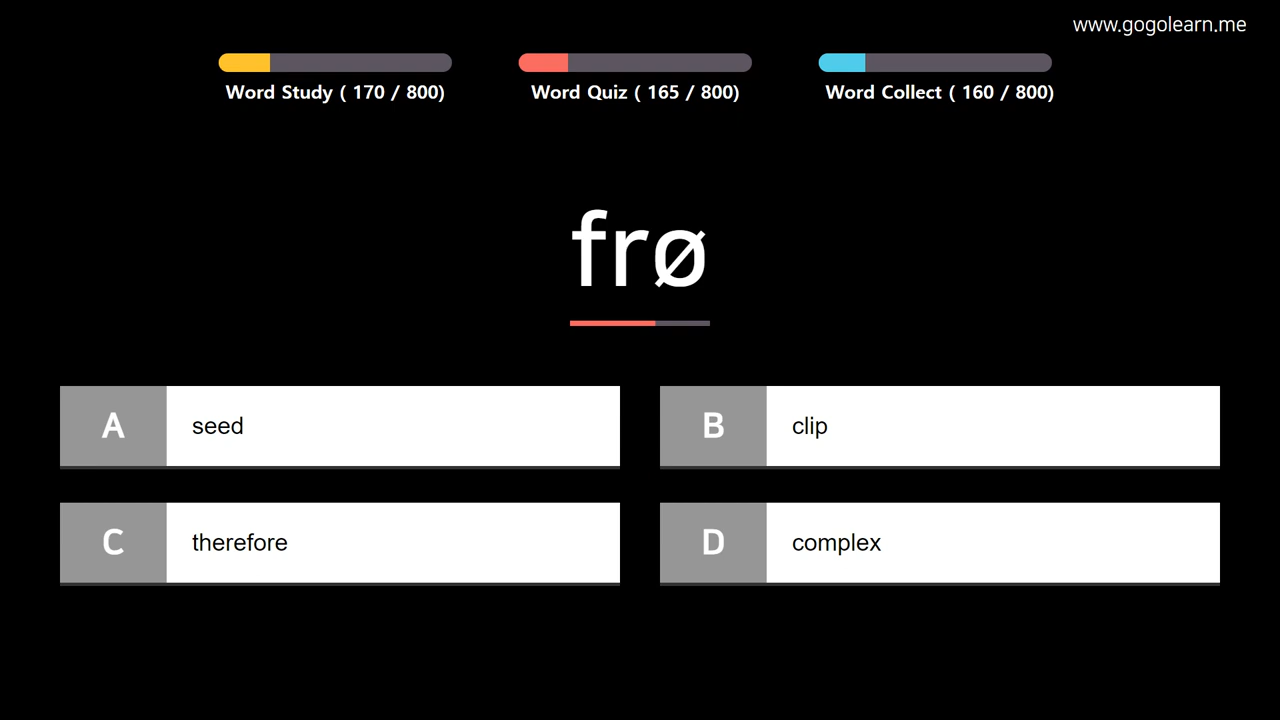 www.gogolearn.me
Word Study ( 170 / 800)
Word Quiz ( 165 / 800)
Word Collect ( 160 / 800)
frø
A seed
B clip
C therefore
D complex